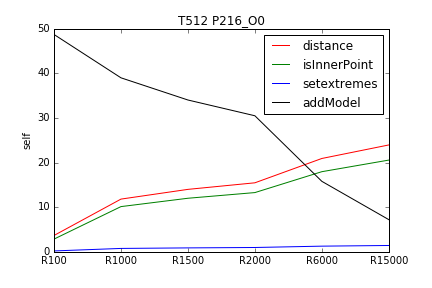 T512 P216_O0
50
40
30
20
10
0
self
distance
isInnerPoint
setextremes
addModel
R100 R1000 R1500 R2000 R6000 R15000